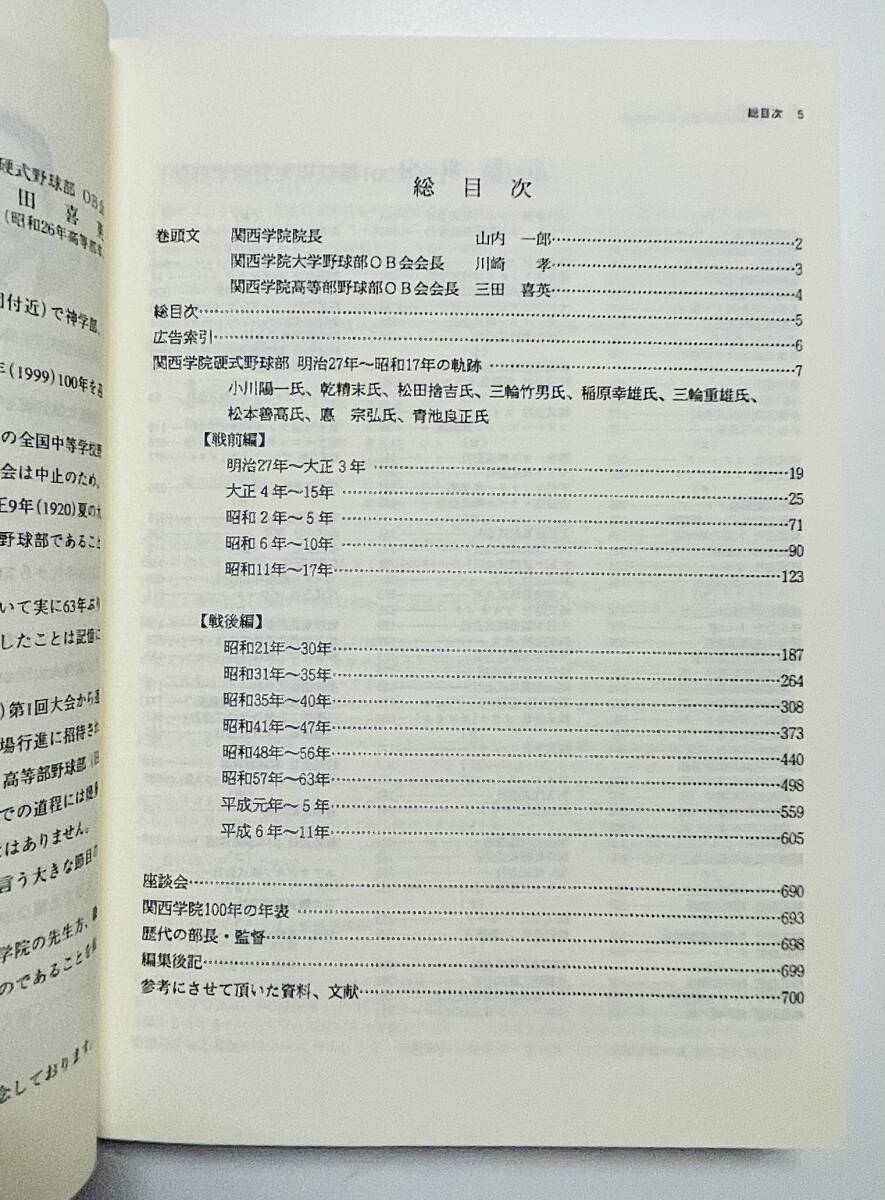 硬式野球部 OB会
田 喜 英
(昭和26年高等部卒
付近）で神学部、
(1999) 100年を迎
の全国中等学校野
会は中止のため、
正9年(1920)夏の大
野球部であること
いて実に63年ぶり
したことは記憶に
）第1回大会から連
場行進に招待され
高等部野球部
での道程には
とはありません。
言う大きな節目の
学院の先生方、
のであることを
念しております。
総目次 5
総 目 次
巻頭文 関西学院院長 山内 一郎……2
関西学院大学野球部OB会会長 川崎 孝……3
関西学院高等部野球部OB会会長 三田 喜英……4
総目次……5
広告索引……6
関西学院硬式野球部 明治27年～昭和17年の軌跡……7
小川陽一氏、乾精末氏、松田捨吉氏、三輪竹男氏、稲原幸雄氏、三輪重雄氏、
松本善高氏、悳 宗弘氏、青池良正氏
【戦前編】
明治27年～大正3年……19
大正4年～15年……25
昭和2年～5年……71
昭和6年～10年……90
昭和11年～17年……123
【戦後編】
昭和21年～30年……187
昭和31年～35年……264
昭和35年～40年……308
昭和41年～47年……373
昭和48年～56年……440
昭和57年～63年……498
平成元年～5年……559
平成6年～11年……605
座談会……690
関西学院100年の年表……693
歴代の部長・監督……698
編集後記……699
参考にさせて頂いた資料、文献……700